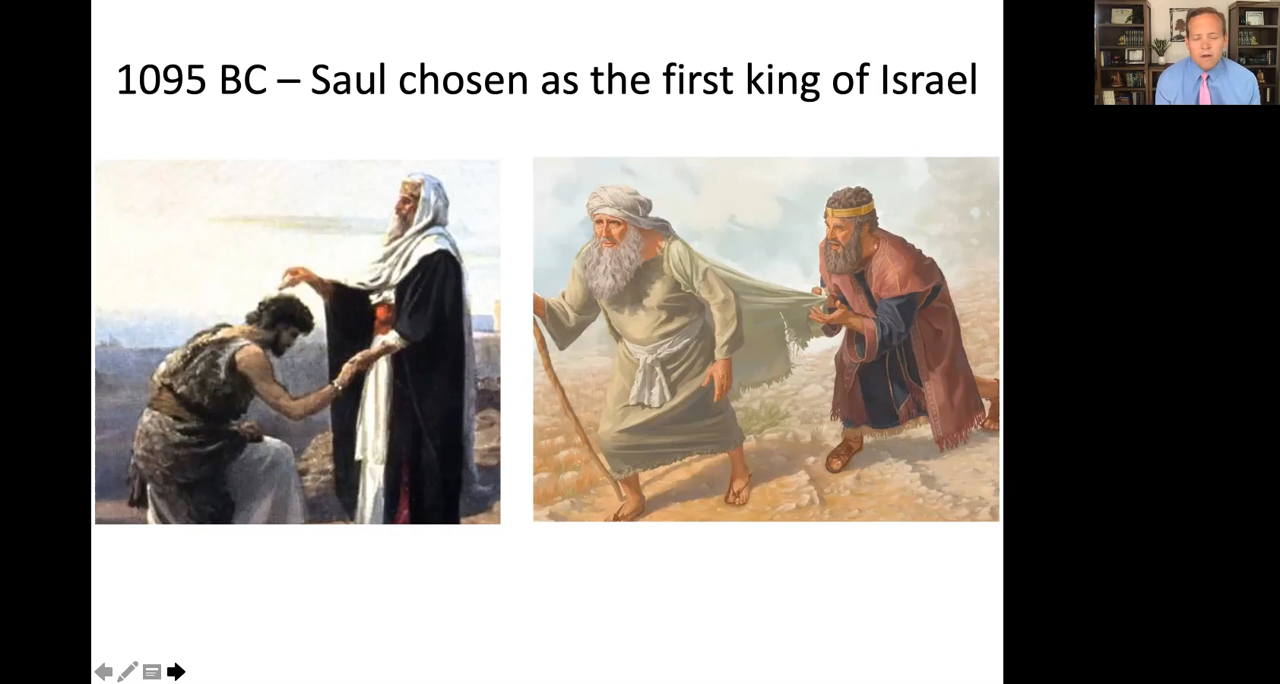 1095 BC – Saul chosen as the first king of Israel